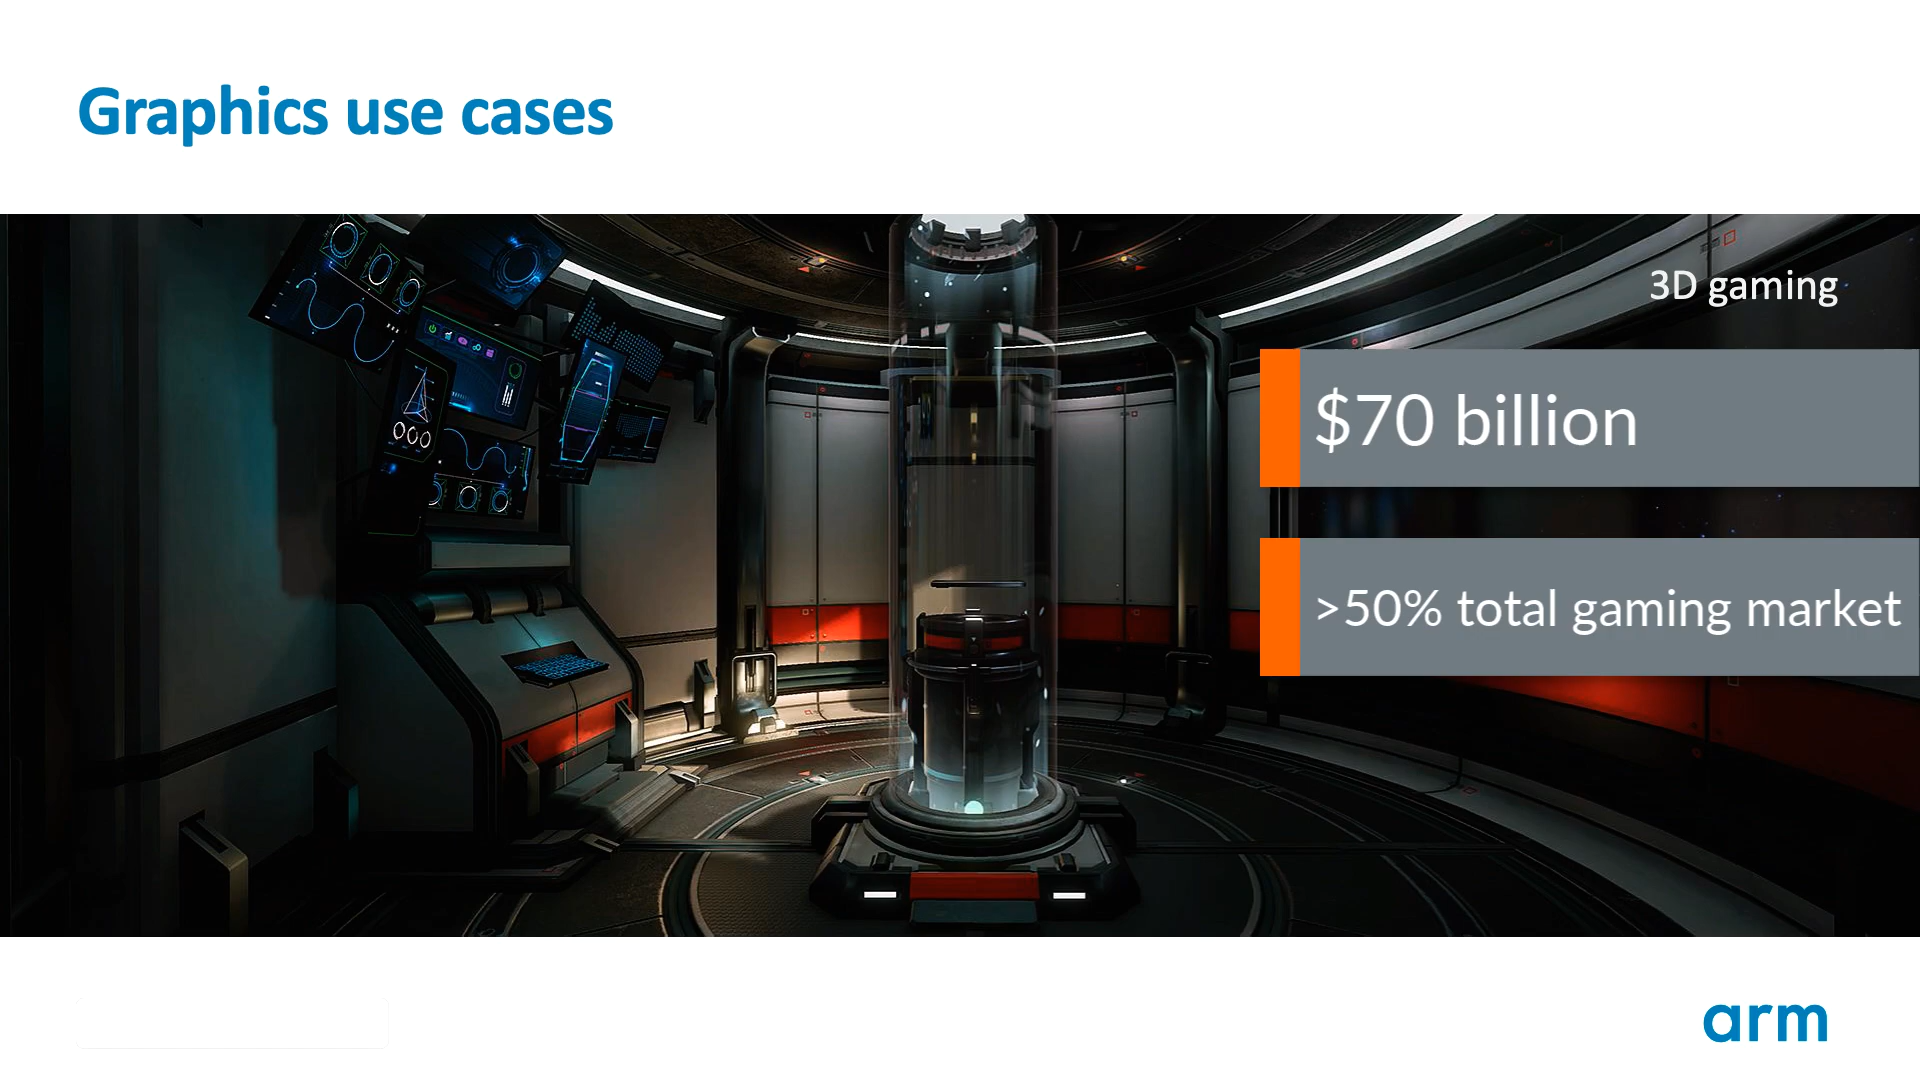 Graphics use cases
3D gaming
$70 billion
>50% total gaming market
arm